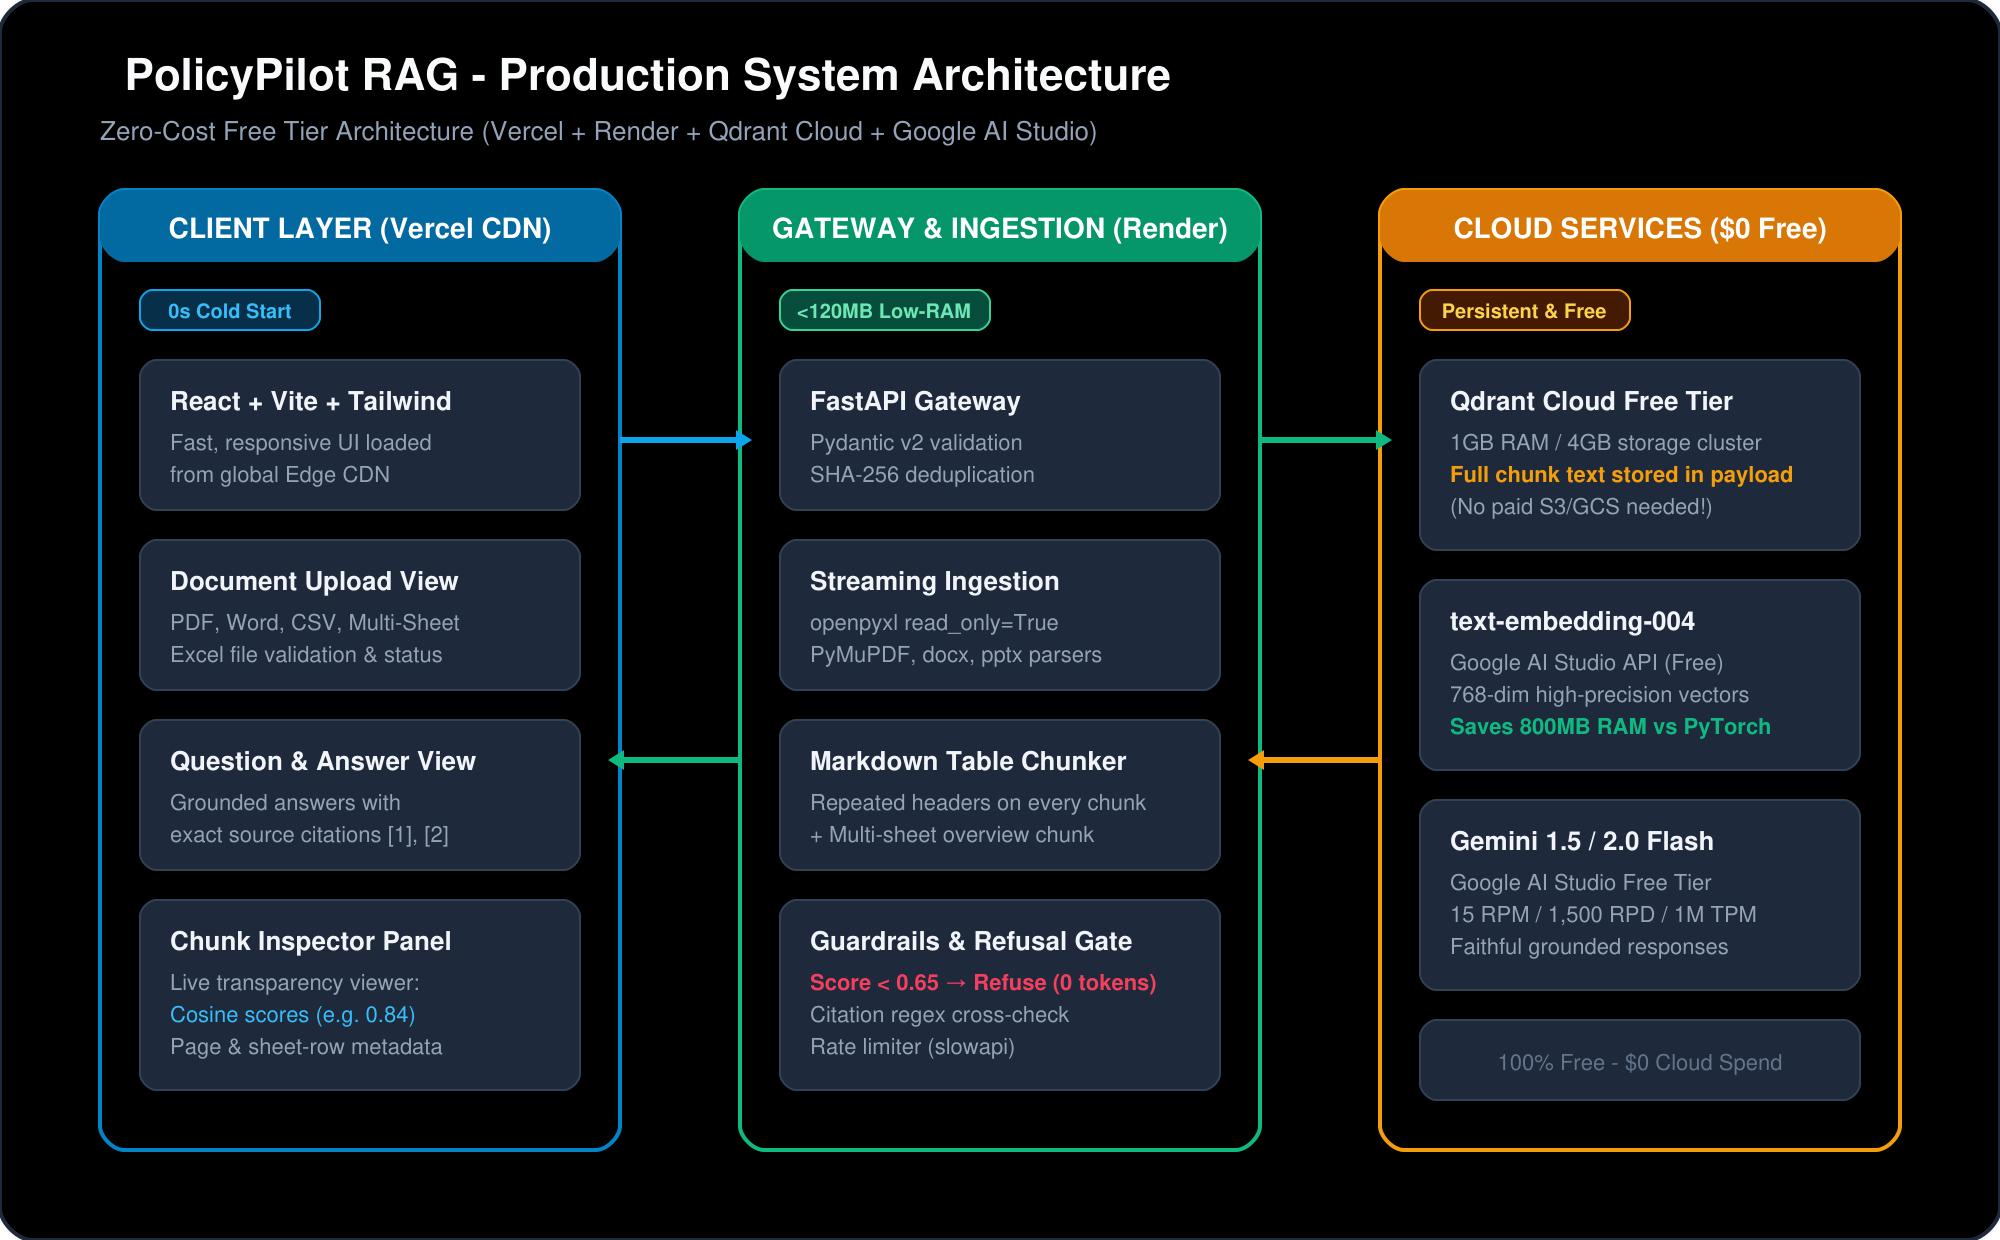 PolicyPilot RAG - Production System Architecture
Zero-Cost Free Tier Architecture (Vercel + Render + Qdrant Cloud + Google AI Studio)
CLIENT LAYER (Vercel CDN)
0s Cold Start
React + Vite + Tailwind
Fast, responsive UI loaded
from global Edge CDN
Document Upload View
PDF, Word, CSV, Multi-Sheet
Excel file validation & status
Question & Answer View
Grounded answers with
exact source citations [1], [2]
Chunk Inspector Panel
Live transparency viewer:
Cosine scores (e.g. 0.84)
Page & sheet-row metadata
GATEWAY & INGESTION (Render)
<120MB Low-RAM
FastAPI Gateway
Pydantic v2 validation
SHA-256 deduplication
Streaming Ingestion
openpyxl read_only=True
PyMuPDF, docx, pptx parsers
Markdown Table Chunker
Repeated headers on every chunk
+ Multi-sheet overview chunk
Guardrails & Refusal Gate
Score < 0.65 → Refuse (0 tokens)
Citation regex cross-check
Rate limiter (slowapi)
CLOUD SERVICES ($0 Free)
Persistent & Free
Qdrant Cloud Free Tier
1GB RAM / 4GB storage cluster
Full chunk text stored in payload
(No paid S3/GCS needed!)
text-embedding-004
Google AI Studio API (Free)
768-dim high-precision vectors
Saves 800MB RAM vs PyTorch
Gemini 1.5 / 2.0 Flash
Google AI Studio Free Tier
15 RPM / 1,500 RPD / 1M TPM
Faithful grounded responses
100% Free - $0 Cloud Spend